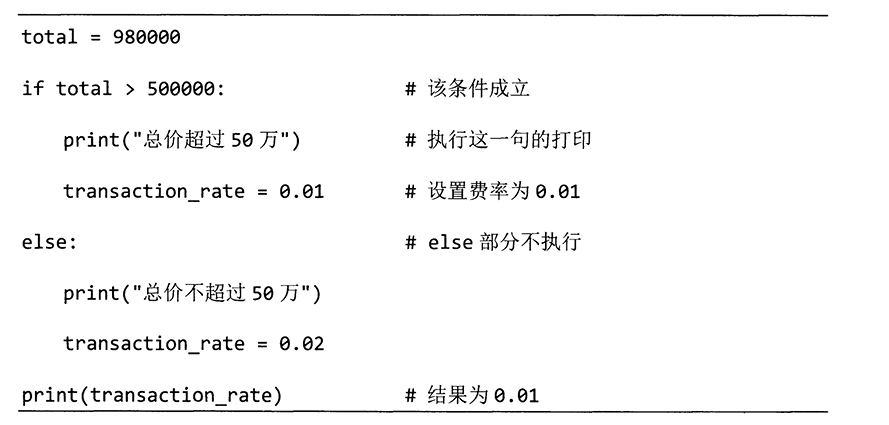 total = 980000
if total > 500000: # 该条件成立
print("总价超过 50 万") # 执行这一句的打印
transaction_rate = 0.01 # 设置费率为 0.01
else: # else 部分不执行
print("总价不超过 50 万")
transaction_rate = 0.02
print(transaction_rate) # 结果为 0.01